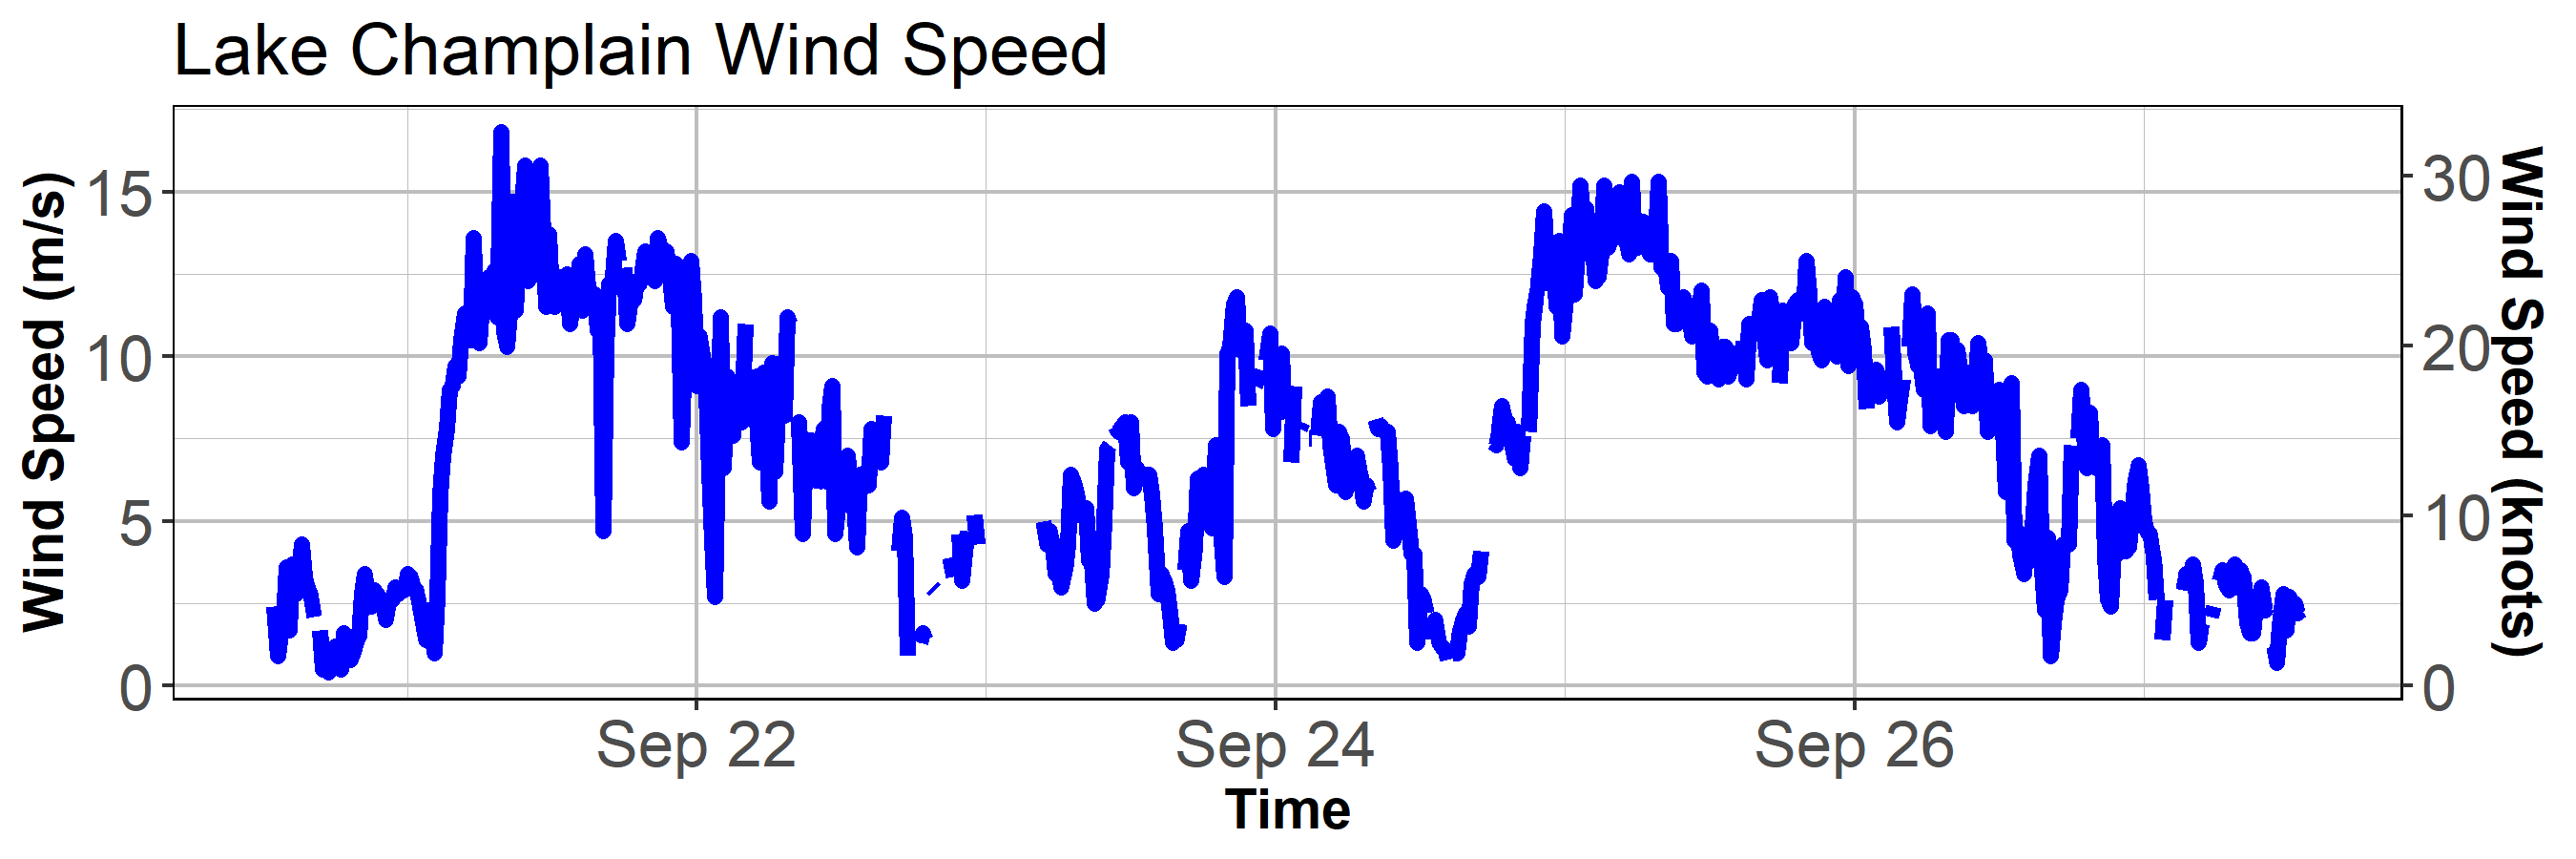 Lake Champlain Wind Speed
Wind Speed (m/s)
15
10
5
0
30
20
10
0
Wind Speed (knots)
Sep 22
Sep 24
Sep 26
Time